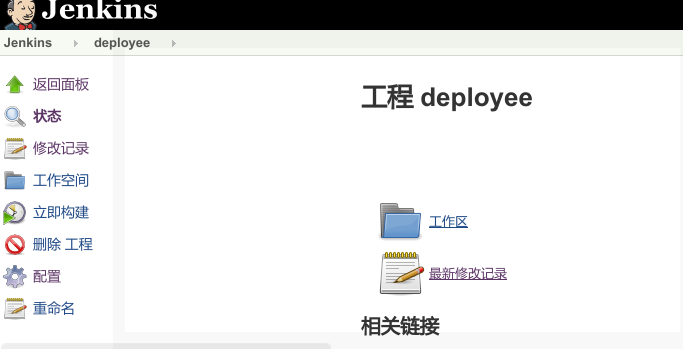 Jenkins
Jenkins deployee
返回面板
状态
修改记录
工作空间
立即构建
删除 工程
配置
重命名
工程 deployee
工作区
最新修改记录
相关链接